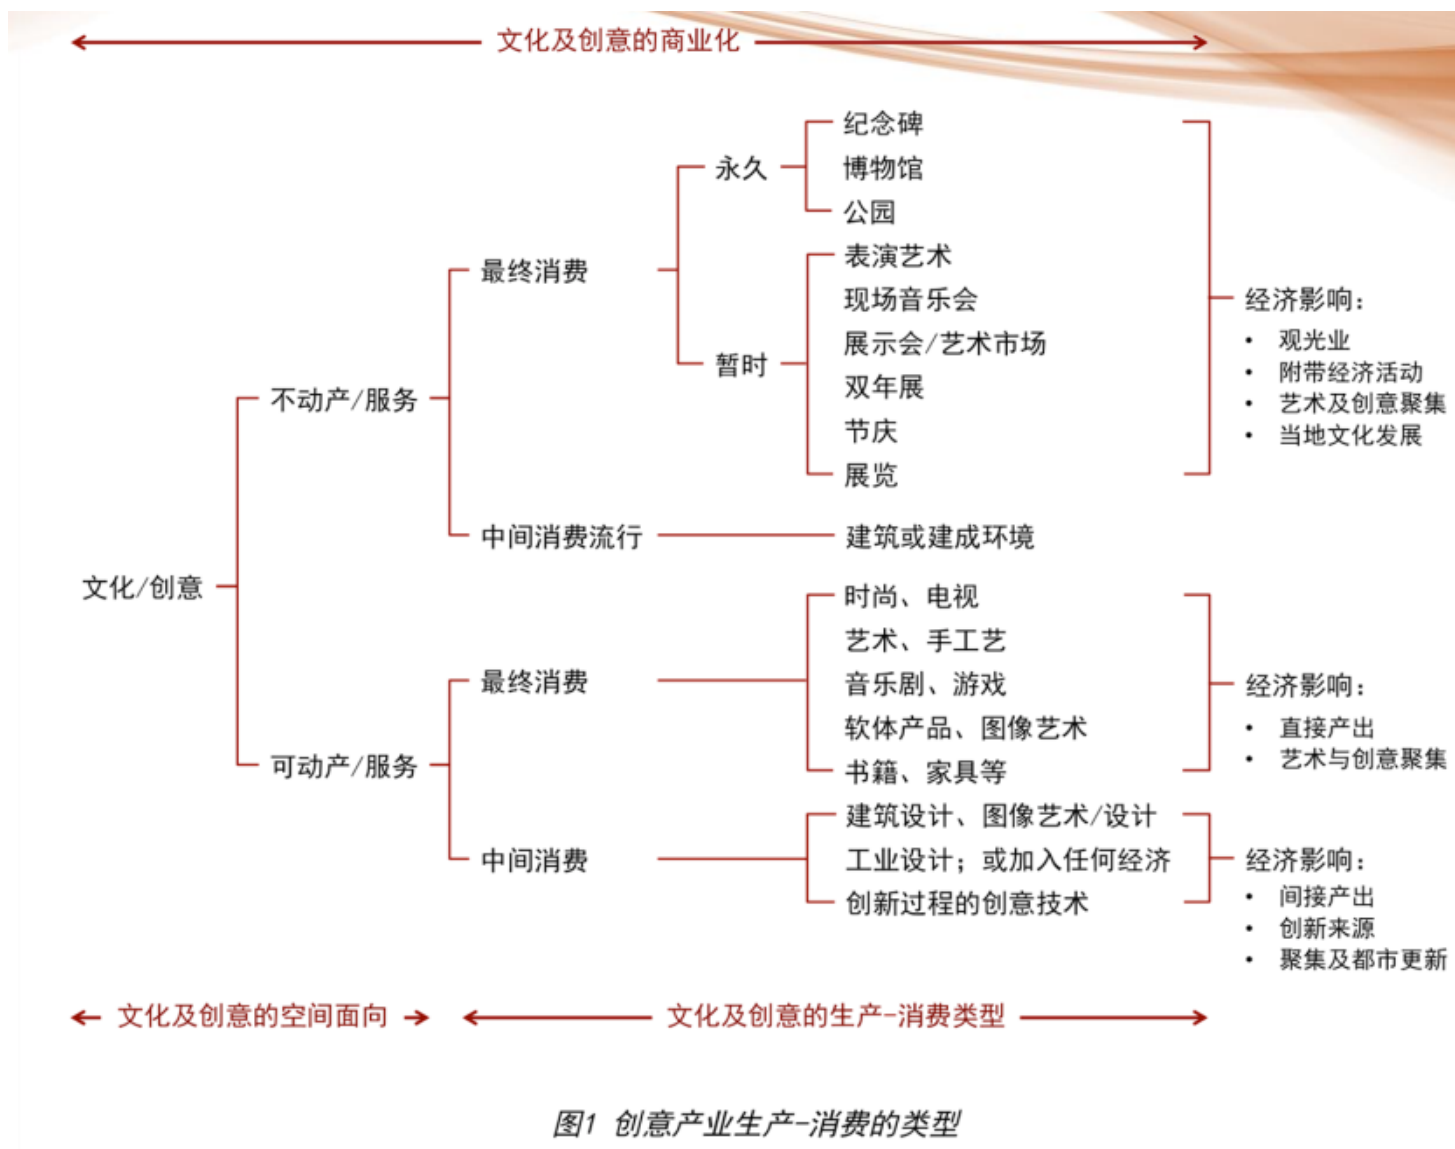 文化及创意的商业化
纪念碑
永久
博物馆
公园
表演艺术
最终消费
现场音乐会
经济影响:
展示会/艺术市场
• 观光业
暂时
• 附带经济活动
双年展
不动产/服务
• 艺术及创意聚集
节庆
• 当地文化发展
展览
中间消费流行
建筑或建成环境
文化/创意
时尚、电视
艺术、手工艺
最终消费
音乐剧、游戏
经济影响:
软体产品、图像艺术
• 直接产出
可动产/服务
书籍、家具等
• 艺术与创意聚集
建筑设计、图像艺术/设计
中间消费
工业设计;或加入任何经济
经济影响:
创新过程的创意技术
• 间接产出
• 创新来源
• 聚集及都市更新
文化及创意的空间面向
文化及创意的生产-消费类型
图1 创意产业生产-消费的类型